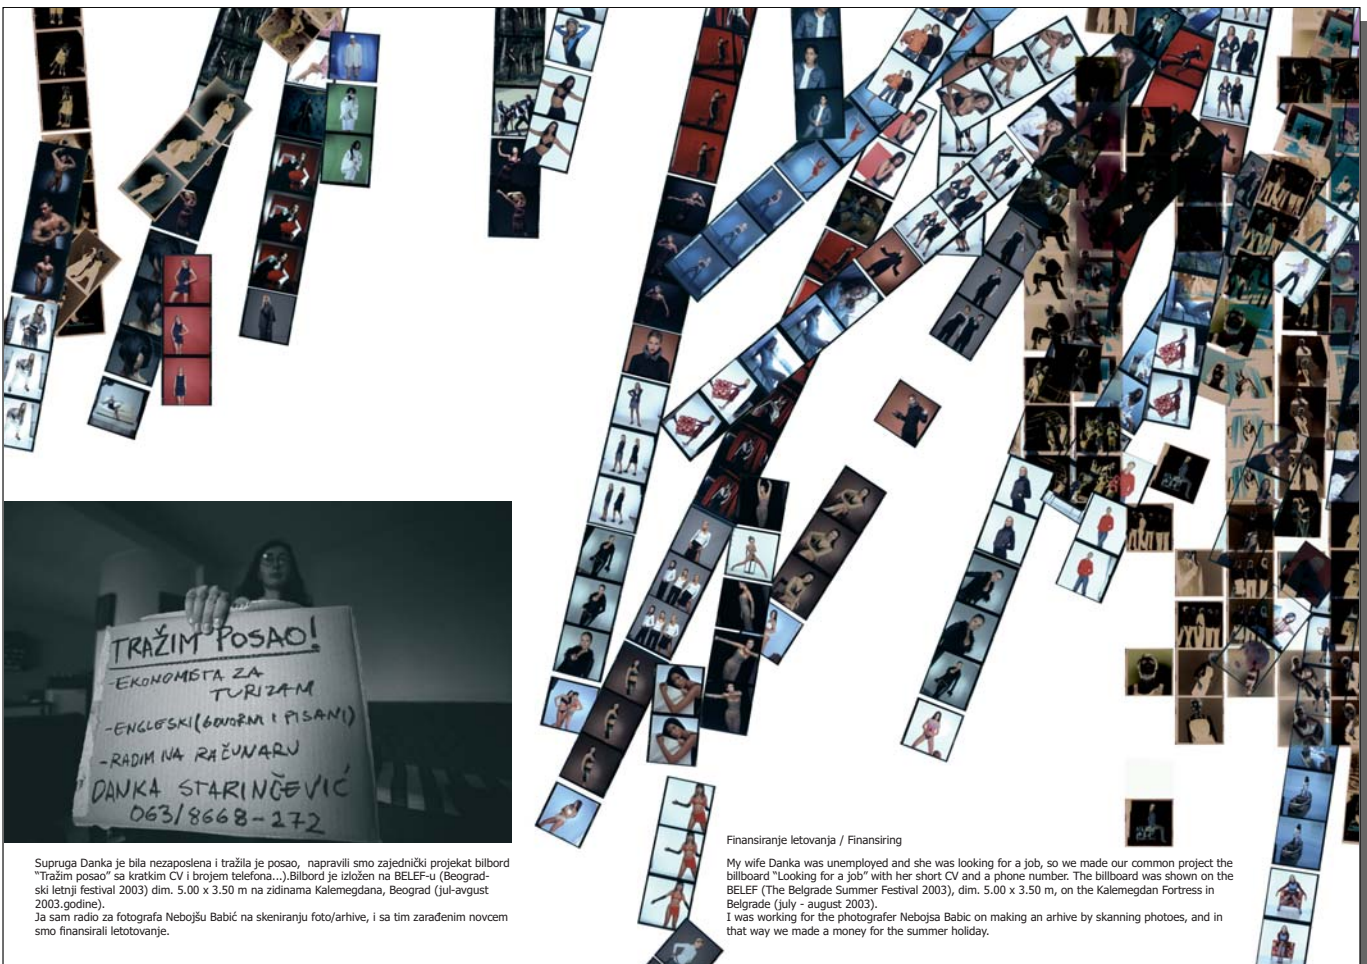 TRAŽIM POSAO!
-EKONOMISTA ZA
TURIZAM
-ENGLESKI (GOVORNI I PISANI)
-RADIM NA RAČUNARU
DANKA STARINČEVIĆ
063/8668-272
Supruga Danka je bila nezaposlena i tražila je posao, napravili smo zajednički projekat bilbord
“Tražim posao” sa kratkim CV i brojem telefona...).Bilbord je izložen na BELEF-u (Beograd-
ski letnji festival 2003) dim. 5.00 x 3.50 m na zidinama Kalemegdana, Beograd (jul-avgust
2003.godine).
Ja sam radio za fotografa Nebojšu Babić na skeniranju foto/arhive, i sa tim zarađenim novcem
smo finansirali letotovanje.
Finansiranje letovanja / Finansiring
My wife Danka was unemployed and she was looking for a job, so we made our common project the
billboard “Looking for a job” with her short CV and a phone number. The billboard was shown on the
BELEF (The Belgrade Summer Festival 2003), dim. 5.00 x 3.50 m, on the Kalemegdan Fortress in
Belgrade (july - august 2003).
I was working for the photografer Nebojsa Babic on making an arhive by skanning photoes, and in
that way we made a money for the summer holiday.